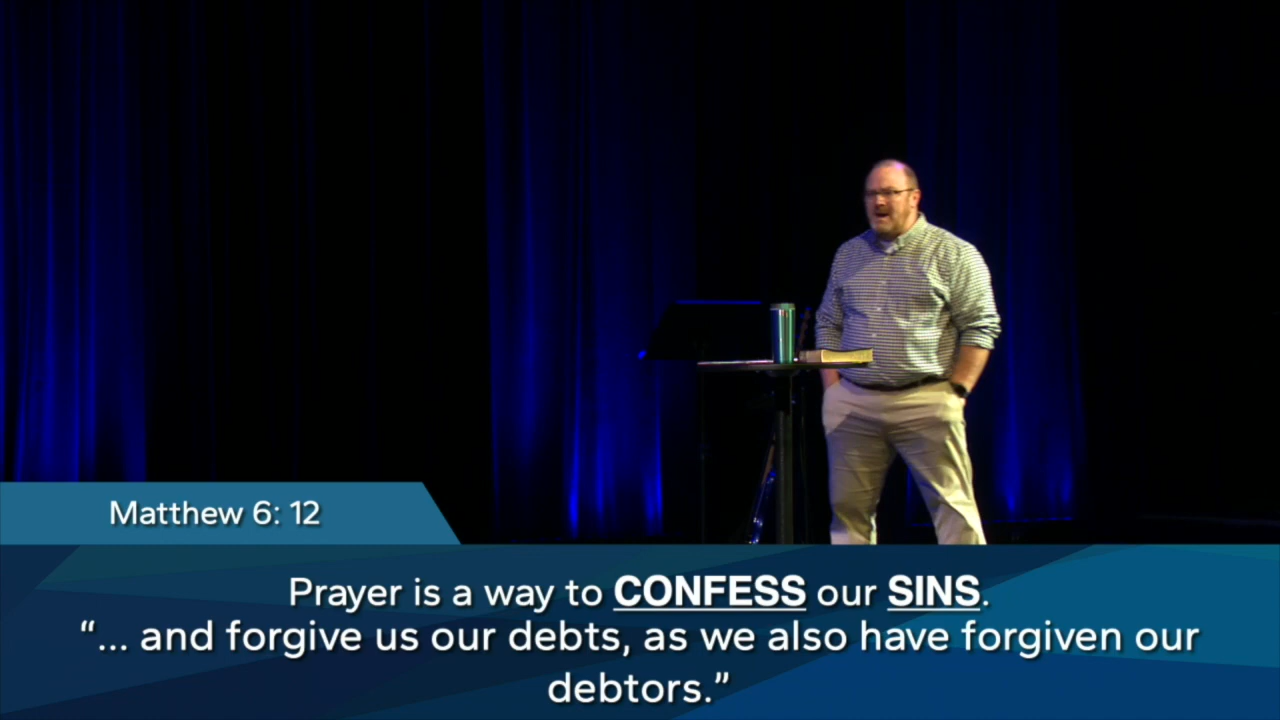 Matthew 6: 12
Prayer is a way to CONFESS our SINS.
“... and forgive us our debts, as we also have forgiven our
debtors.”